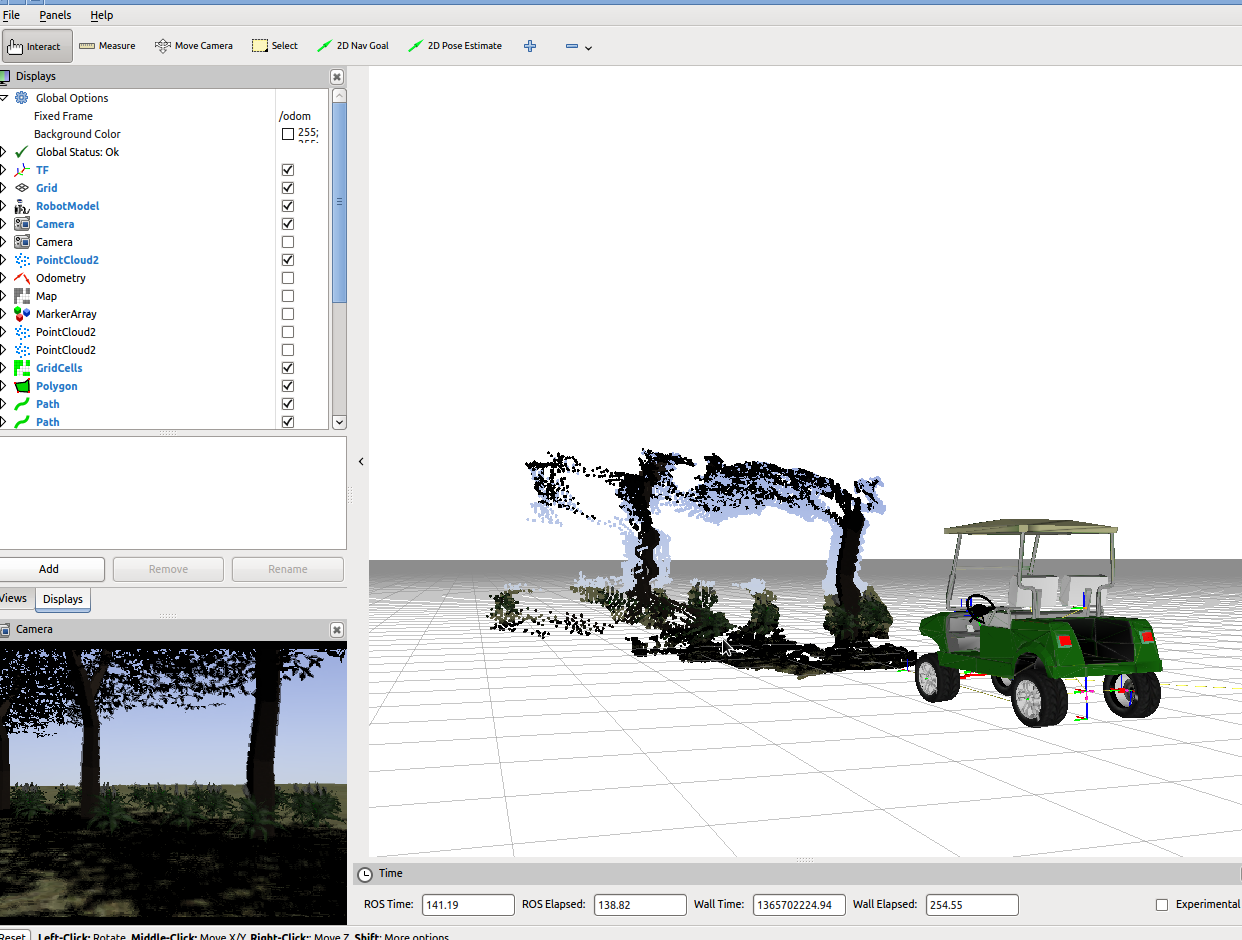 File Panels Help
Interact Measure Move Camera Select 2D Nav Goal 2D Pose Estimate
Displays
Global Options
Fixed Frame /odom
Background Color 255;
Global Status: Ok
TF
Grid
RobotModel
Camera
Camera
PointCloud2
Odometry
Map
MarkerArray
PointCloud2
PointCloud2
GridCells
Polygon
Path
Path
Add Remove Rename
Views Displays
Camera
Time
ROS Time: 141.19 ROS Elapsed: 138.82 Wall Time: 1365702224.94 Wall Elapsed: 254.55 Experimental
Reset Left-Click: Rotate. Middle-Click: Move X/Y. Right-Click:: Move Z. Shift: More options.